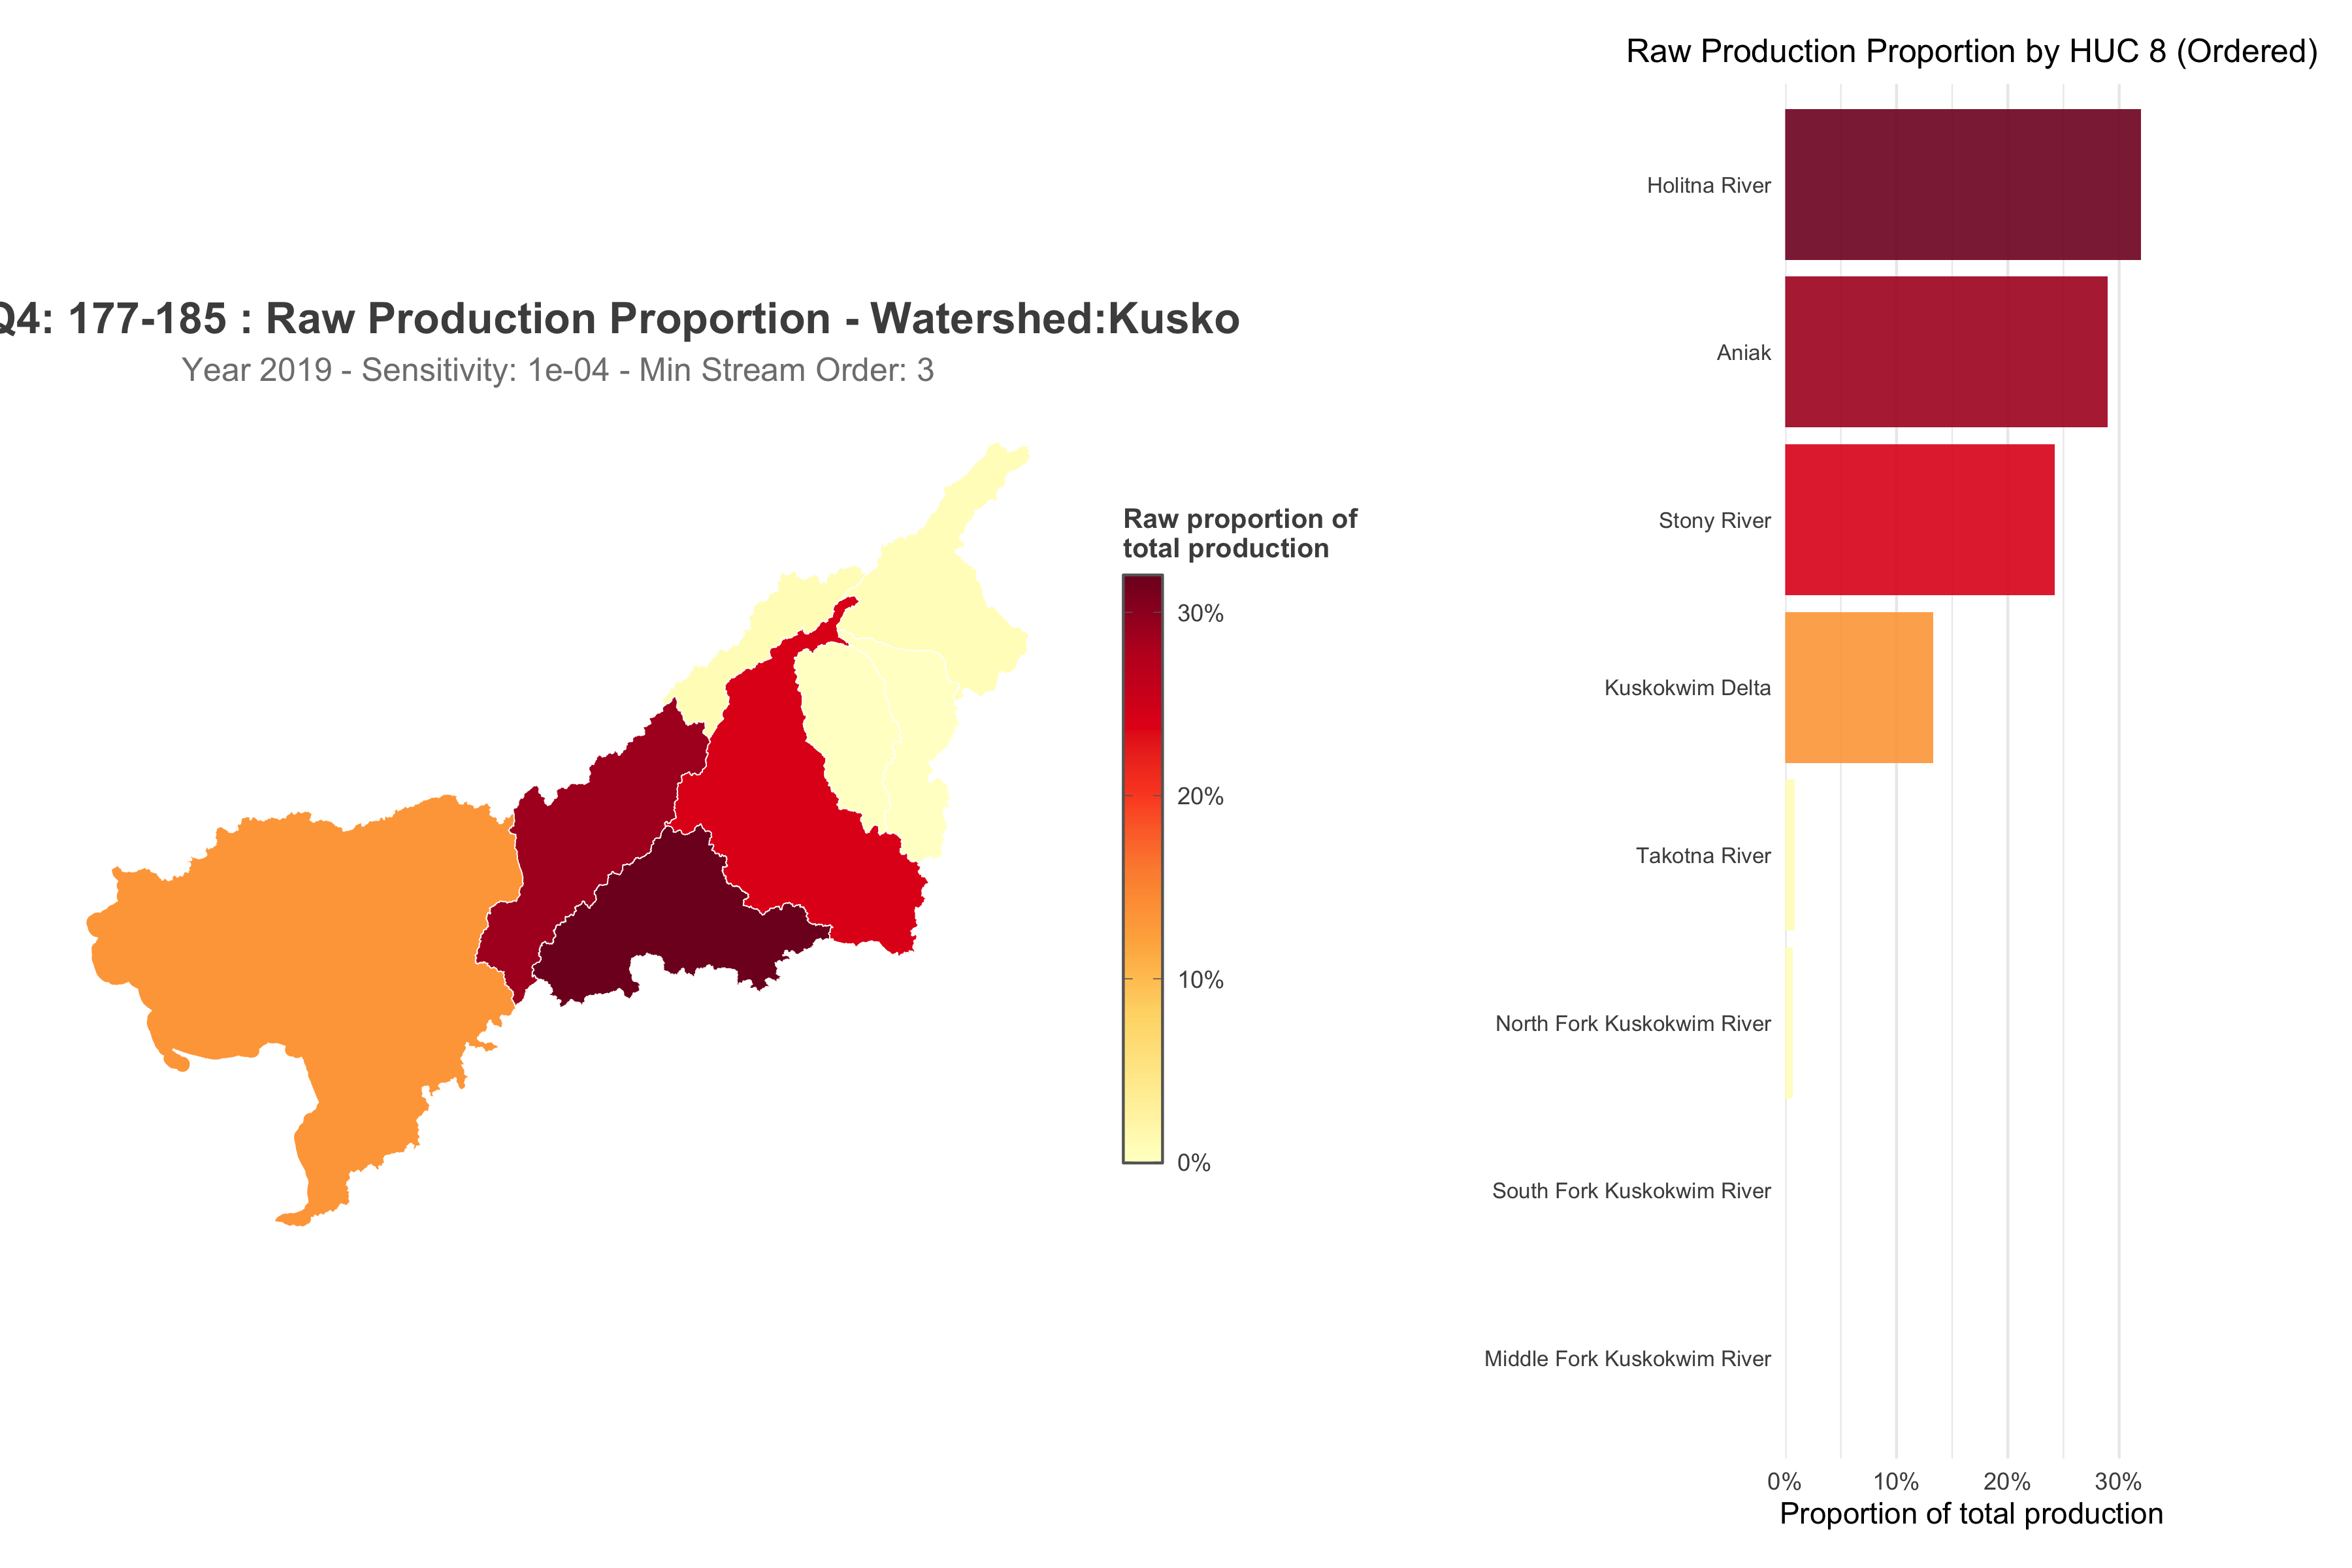 Q4: 177-185 : Raw Production Proportion - Watershed:Kusko
Year 2019 - Sensitivity: 1e-04 - Min Stream Order: 3
Raw proportion of
total production
30%
20%
10%
0%
Raw Production Proportion by HUC 8 (Ordered)
Holitna River
Aniak
Stony River
Kuskokwim Delta
Takotna River
North Fork Kuskokwim River
South Fork Kuskokwim River
Middle Fork Kuskokwim River
0% 10% 20% 30%
Proportion of total production